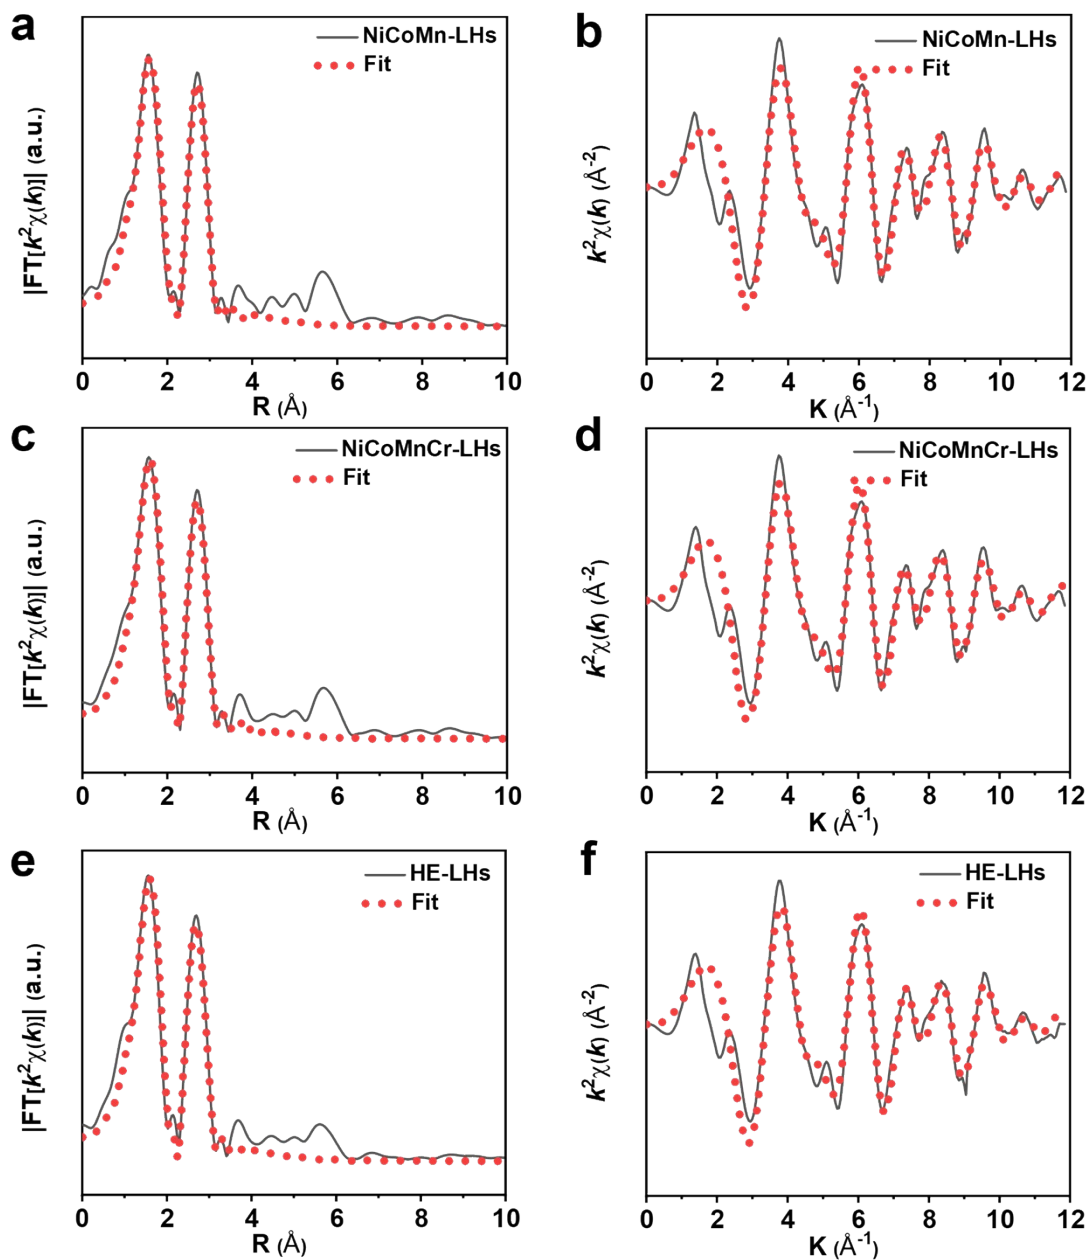 a
NiCoMn-LHs
Fit
|FT[k²χ(k)]| (a.u.)
0 2 4 6 8 10
R (Å)
b
NiCoMn-LHs
Fit
k²χ(k) (Å⁻²)
0 2 4 6 8 10 12
K (Å⁻¹)
c
NiCoMnCr-LHs
Fit
|FT[k²χ(k)]| (a.u.)
0 2 4 6 8 10
R (Å)
d
NiCoMnCr-LHs
Fit
k²χ(k) (Å⁻²)
0 2 4 6 8 10 12
K (Å⁻¹)
e
HE-LHs
Fit
|FT[k²χ(k)]| (a.u.)
0 2 4 6 8 10
R (Å)
f
HE-LHs
Fit
k²χ(k) (Å⁻²)
0 2 4 6 8 10 12
K (Å⁻¹)